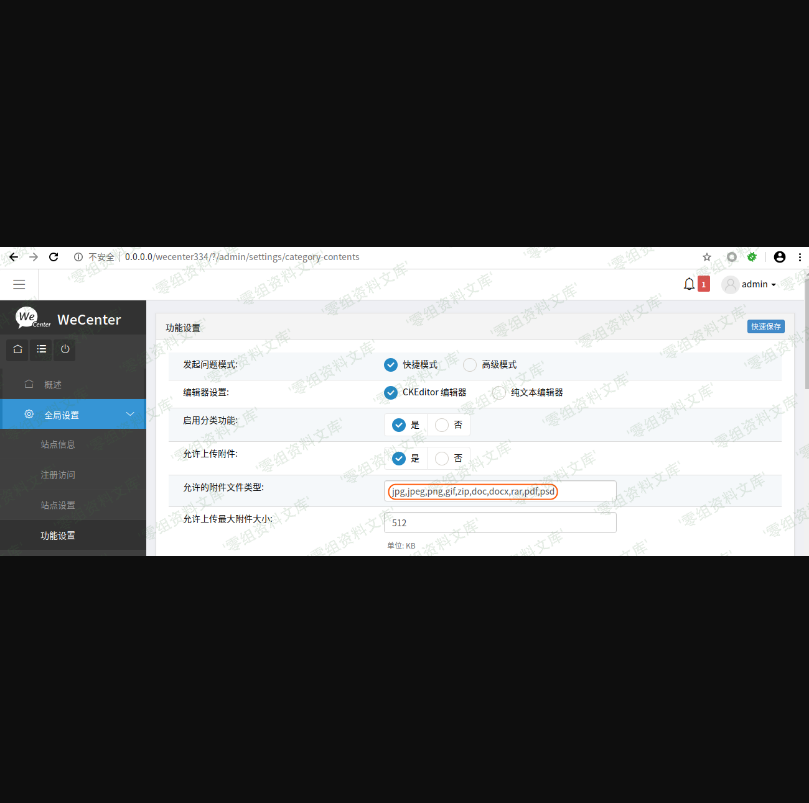 不安全 | 0.0.0.0/wecenter334/?/admin/settings/category-contents
1 admin
We Center WeCenter
功能设置 快速保存
发起问题模式: 快捷模式 高级模式
概述
编辑器设置: CKEditor 编辑器 纯文本编辑器
全局设置
启用分类功能: 是 否
站点信息
允许上传附件: 是 否
注册访问
允许的附件文件类型: jpg,jpeg,png,gif,zip,doc,docx,rar,pdf,psd
站点设置
允许上传最大附件大小: 512
功能设置
单位: KB
'零组资料文库'